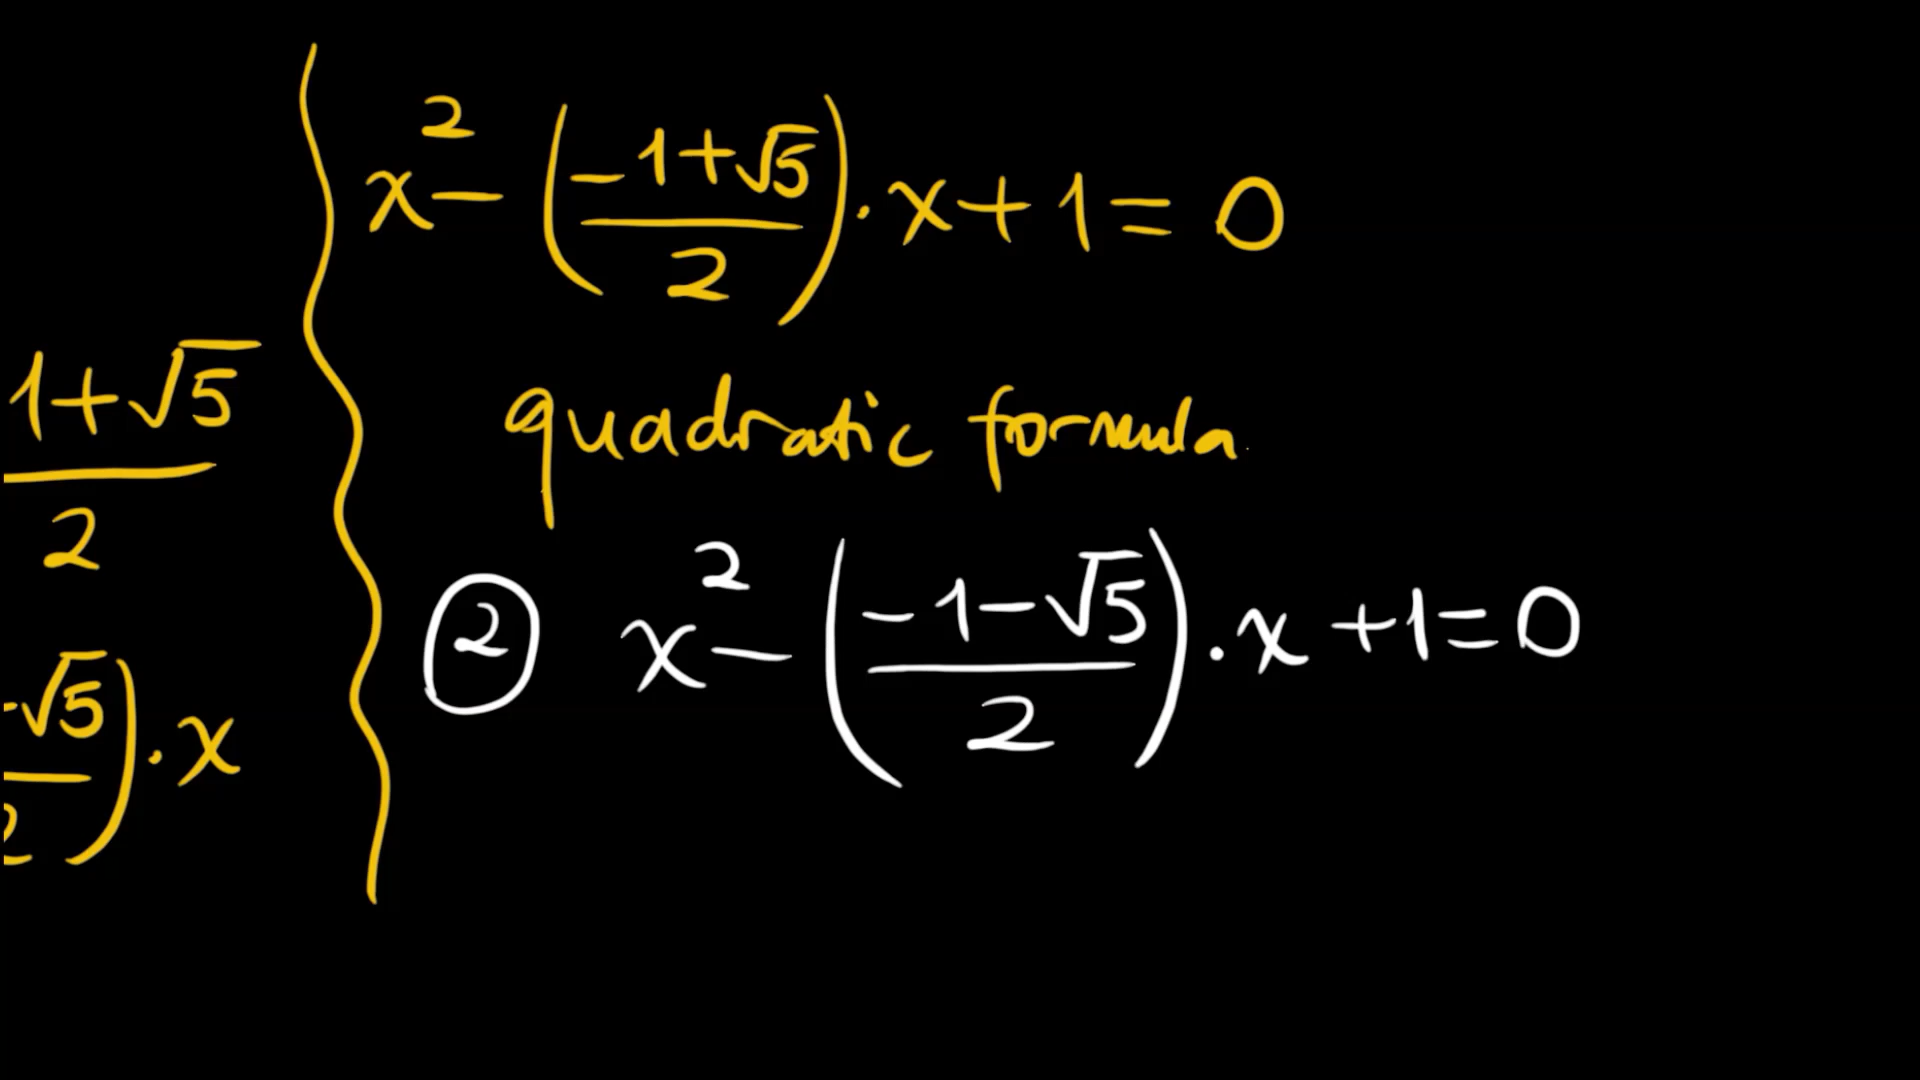 x² - ((-1+√5)/2)·x+1=0
1+√5
2
quadratic formula
② x² - ((-1-√5)/2)·x+1=0
√5)·x
2